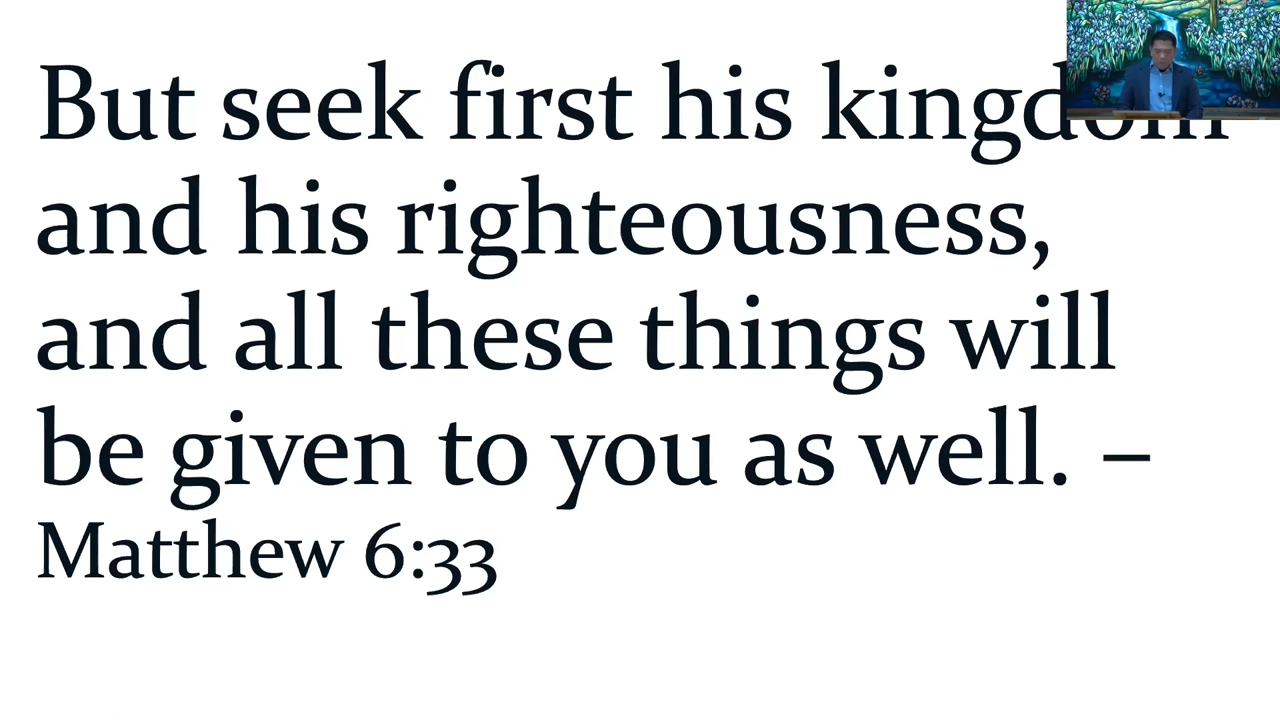 But seek first his kingdom
and his righteousness,
and all these things will
be given to you as well. –
Matthew 6:33